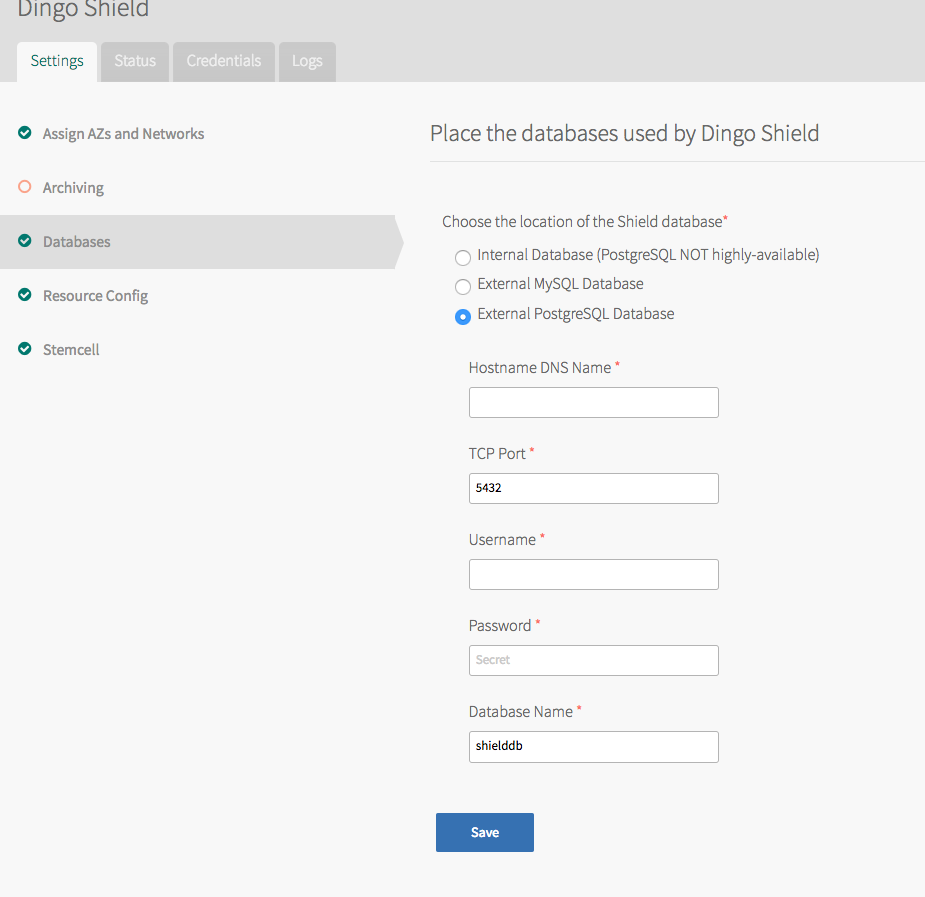 Dingo Shield
Settings
Status
Credentials
Logs
Assign AZs and Networks
Archiving
Databases
Resource Config
Stemcell
Place the databases used by Dingo Shield
Choose the location of the Shield database*
Internal Database (PostgreSQL NOT highly-available)
External MySQL Database
External PostgreSQL Database
Hostname DNS Name *
TCP Port *
5432
Username *
Password *
Secret
Database Name *
shielddb
Save